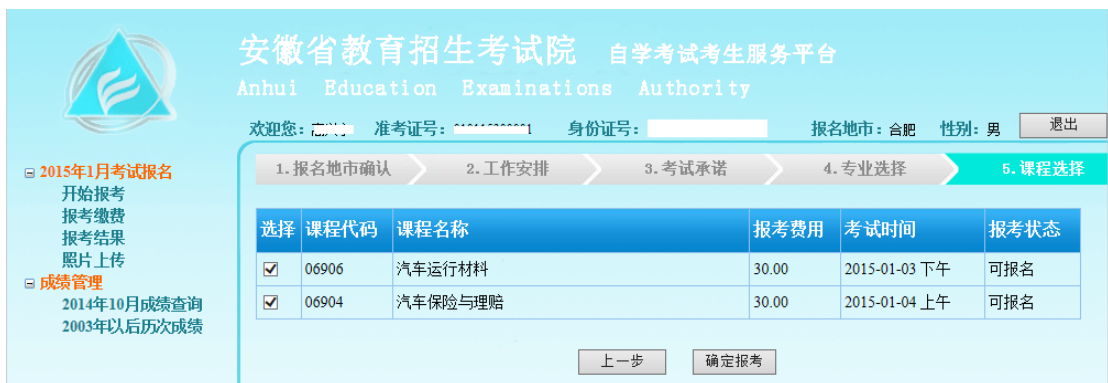 安徽省教育招生考试院 自学考试考生服务平台
Anhui Education Examinations Authority
欢迎您： 准考证号： 身份证号： 报名地市：合肥 性别：男 退出
2015年1月考试报名
开始报考
报考缴费
报考结果
照片上传
成绩管理
2014年10月成绩查询
2003年以后历次成绩
1.报名地市确认 2.工作安排 3.考试承诺 4.专业选择 5.课程选择
选择 课程代码 课程名称 报考费用 考试时间 报考状态
06906 汽车运行材料 30.00 2015-01-03 下午 可报名
06904 汽车保险与理赔 30.00 2015-01-04 上午 可报名
上一步 确定报考